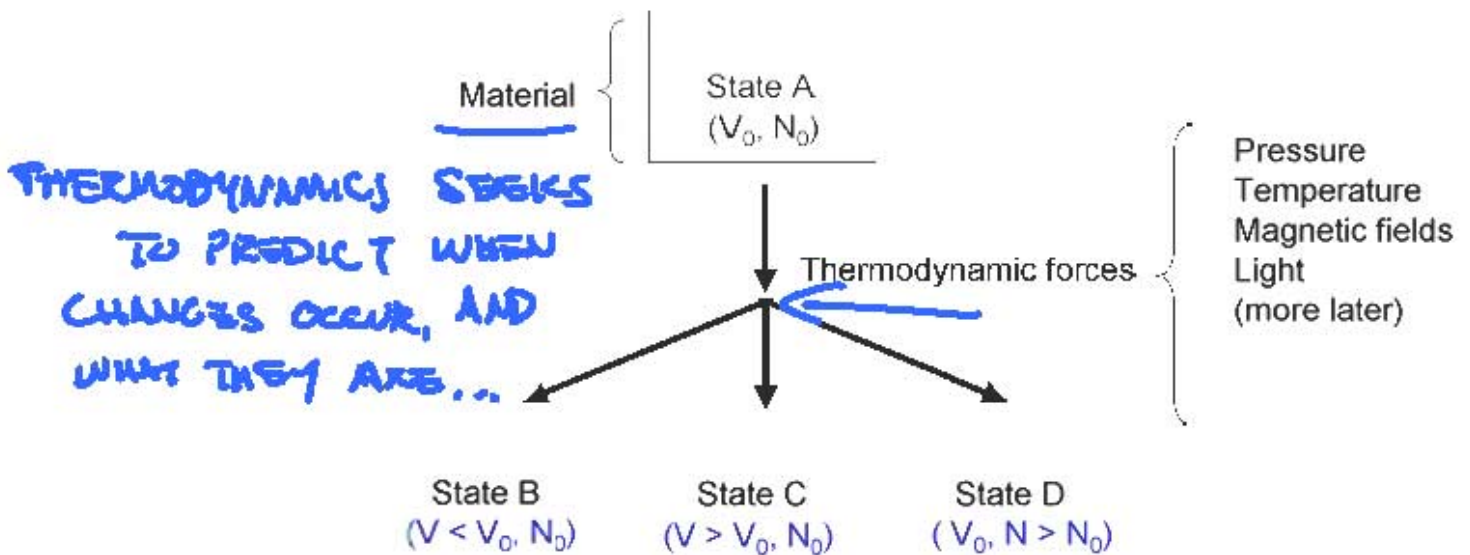 Material
State A
(V₀, N₀)
THERMODYNAMICS SEEKS
TO PREDICT WHEN
CHANGES OCCUR, AND
WHAT THEY ARE...
Thermodynamic forces
Pressure
Temperature
Magnetic fields
Light
(more later)
State B
(V < V₀, N₀)
State C
(V > V₀, N₀)
State D
( V₀, N > N₀)